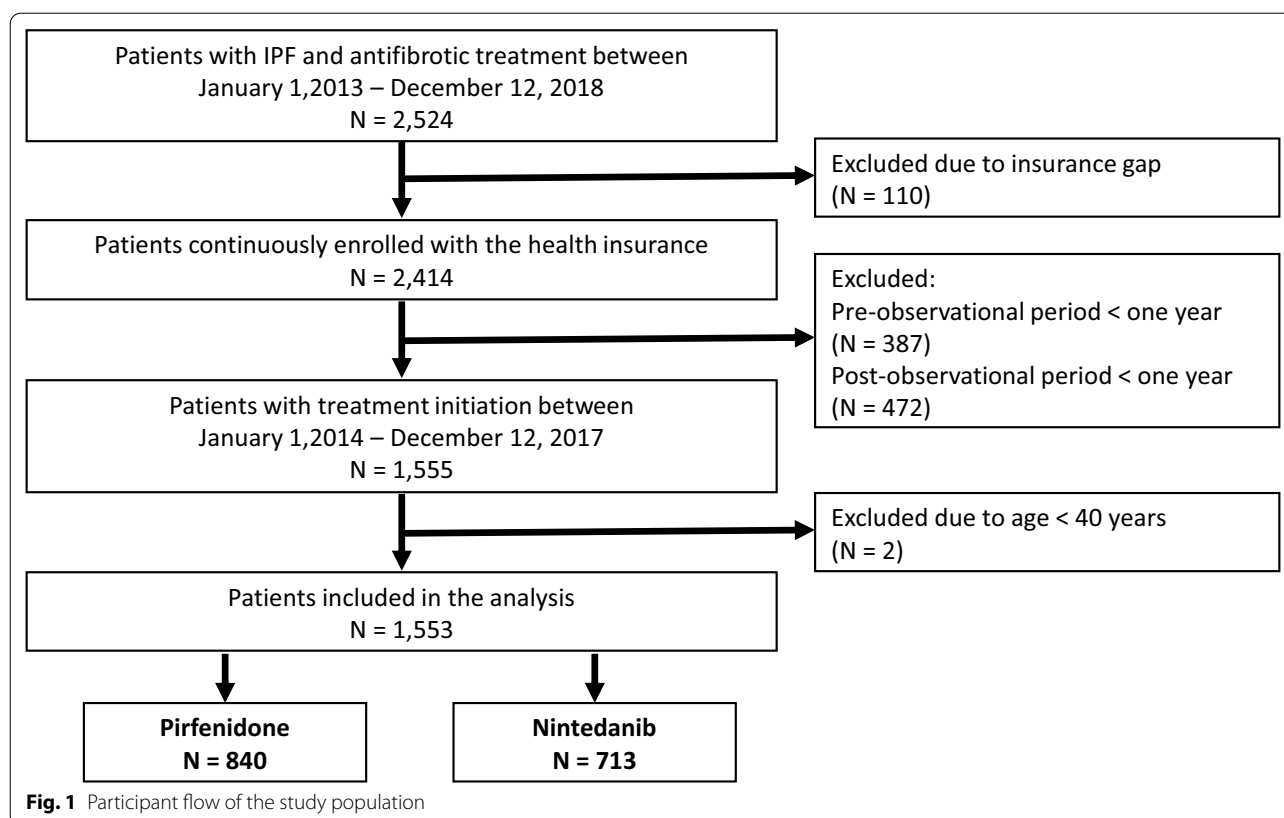 Patients with IPF and antifibrotic treatment between
January 1,2013 – December 12, 2018
N = 2,524
Excluded due to insurance gap
(N = 110)
Patients continuously enrolled with the health insurance
N = 2,414
Excluded:
Pre-observational period < one year
(N = 387)
Post-observational period < one year
(N = 472)
Patients with treatment initiation between
January 1,2014 – December 12, 2017
N = 1,555
Excluded due to age < 40 years
(N = 2)
Patients included in the analysis
N = 1,553
Pirfenidone
N = 840
Nintedanib
N = 713
Fig. 1 Participant flow of the study population